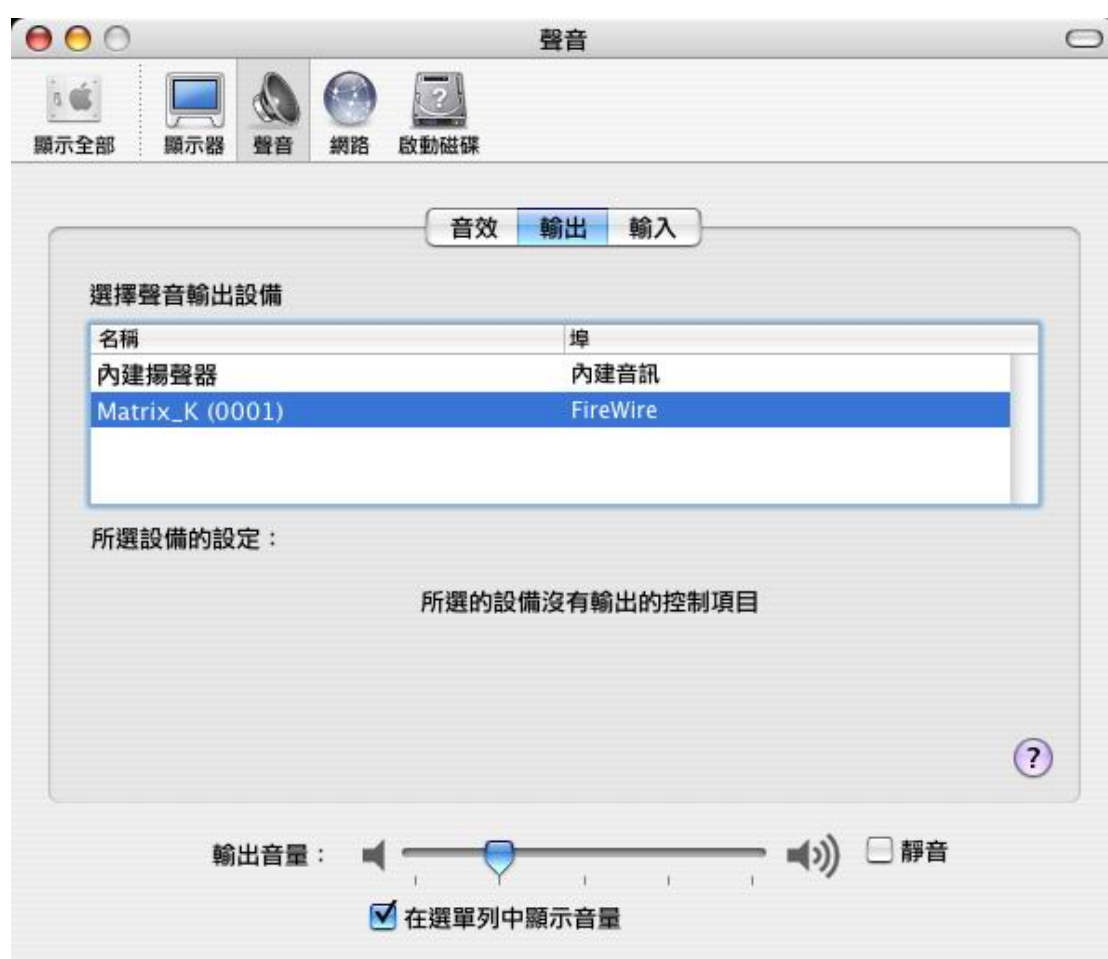 聲音
顯示全部 顯示器 聲音 網路 啟動磁碟
音效 輸出 輸入
選擇聲音輸出設備
名稱 埠
內建揚聲器 內建音訊
Matrix_K (0001) FireWire
所選設備的設定：
所選的設備沒有輸出的控制項目
?
輸出音量： 靜音
在選單列中顯示音量